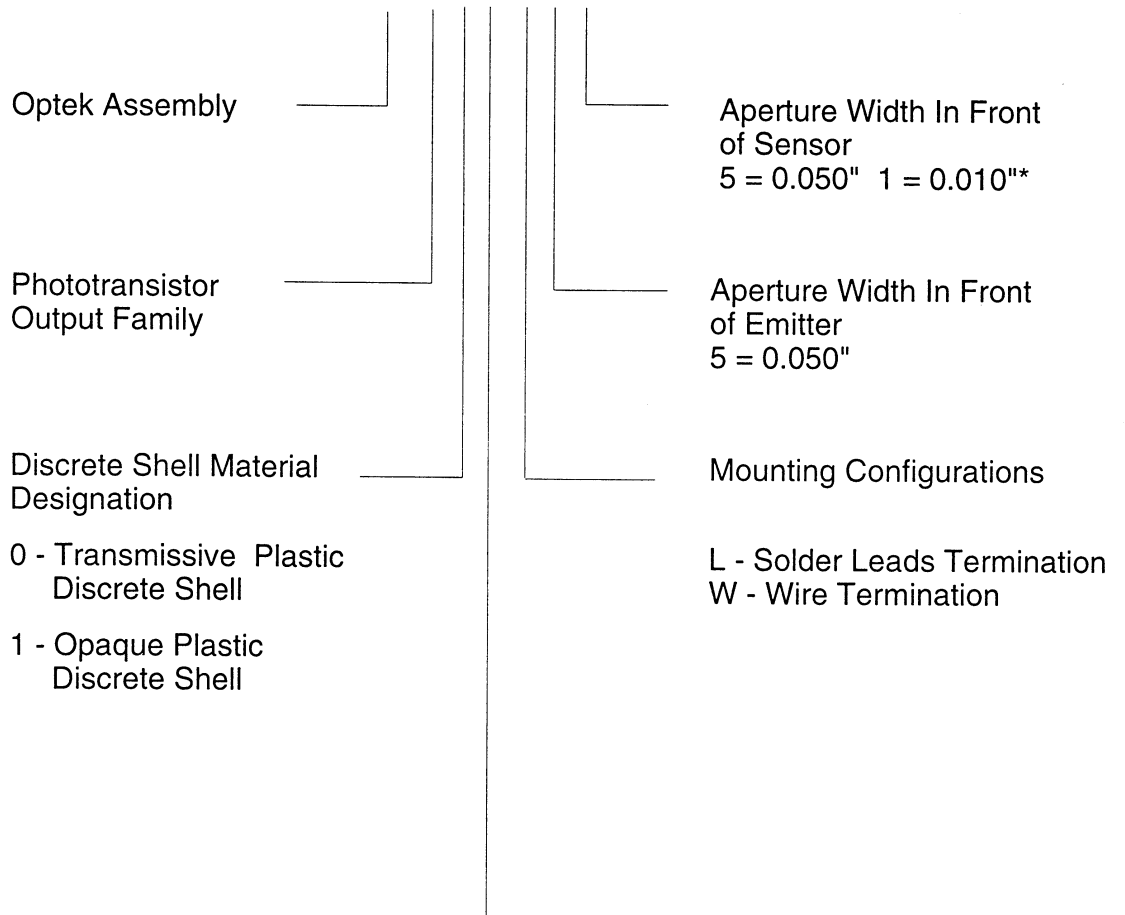 Optek Assembly
Phototransistor
Output Family
Discrete Shell Material
Designation
0 - Transmissive Plastic
Discrete Shell
1 - Opaque Plastic
Discrete Shell
Aperture Width In Front
of Sensor
5 = 0.050" 1 = 0.010"*
Aperture Width In Front
of Emitter
5 = 0.050"
Mounting Configurations
L - Solder Leads Termination
W - Wire Termination